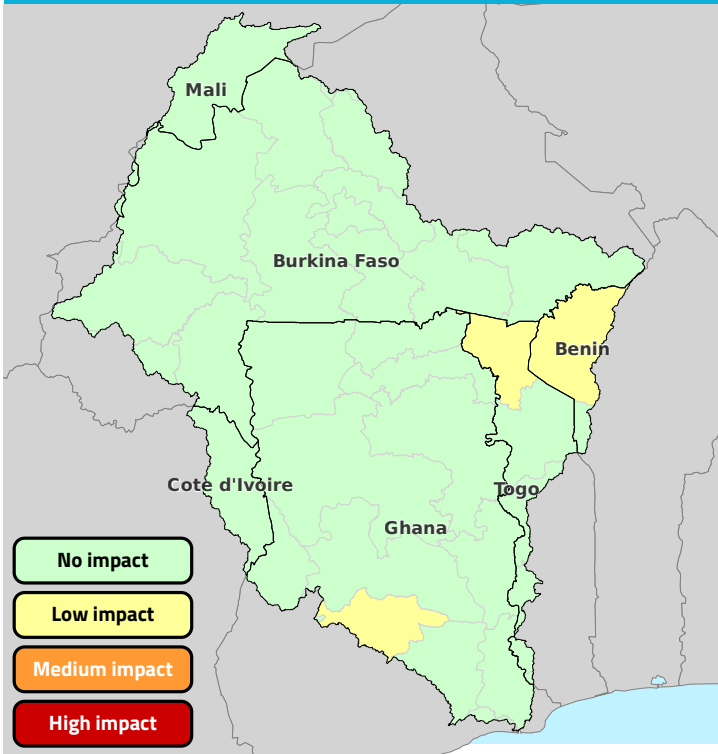 Mali
Burkina Faso
Benin
Cote d'Ivoire
Togo
Ghana
No impact
Low impact
Medium impact
High impact